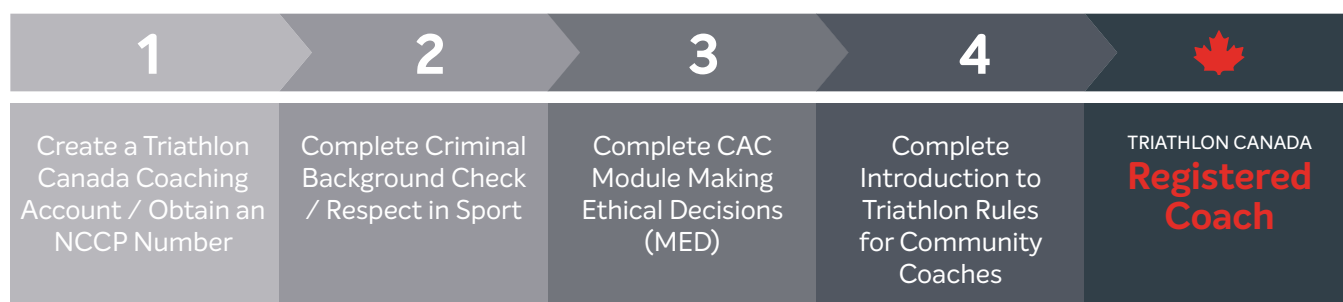 1
2
3
4
Create a Triathlon
Canada Coaching
Account / Obtain an
NCCP Number
Complete Criminal
Background Check
/ Respect in Sport
Complete CAC
Module Making
Ethical Decisions
(MED)
Complete
Introduction to
Triathlon Rules
for Community
Coaches
TRIATHLON CANADA
Registered
Coach